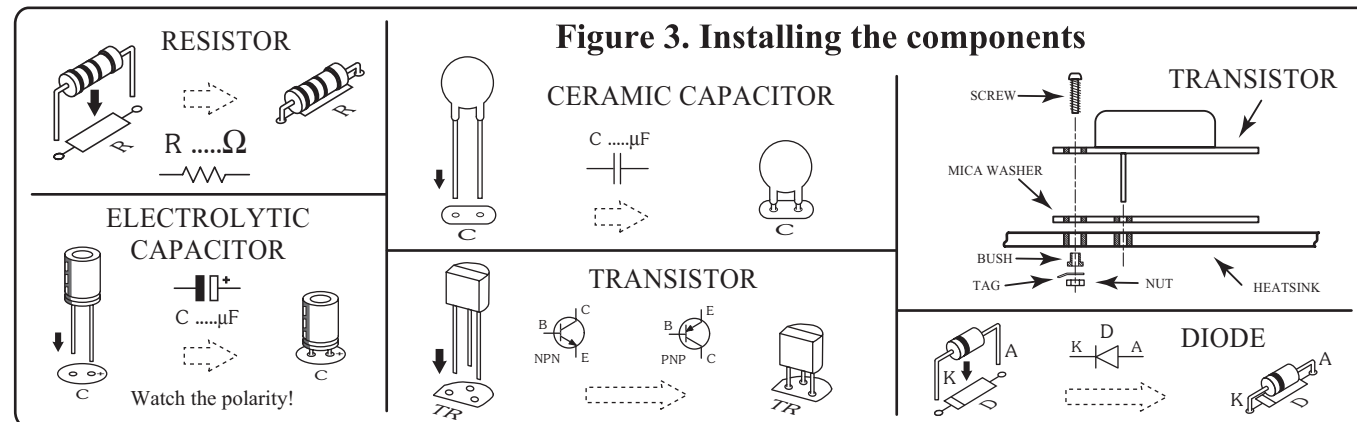 Figure 3. Installing the components
RESISTOR
R
R
R .....Ω
ELECTROLYTIC
CAPACITOR
+
C .....μF
+
C
+
C
Watch the polarity!
CERAMIC CAPACITOR
C .....μF
C
C
TRANSISTOR
B
C
E
NPN
B
E
C
PNP
TR
TR
TRANSISTOR
SCREW
MICA WASHER
BUSH
TAG
NUT
HEATSINK
DIODE
D
K
A
A
K
D
A
K
D